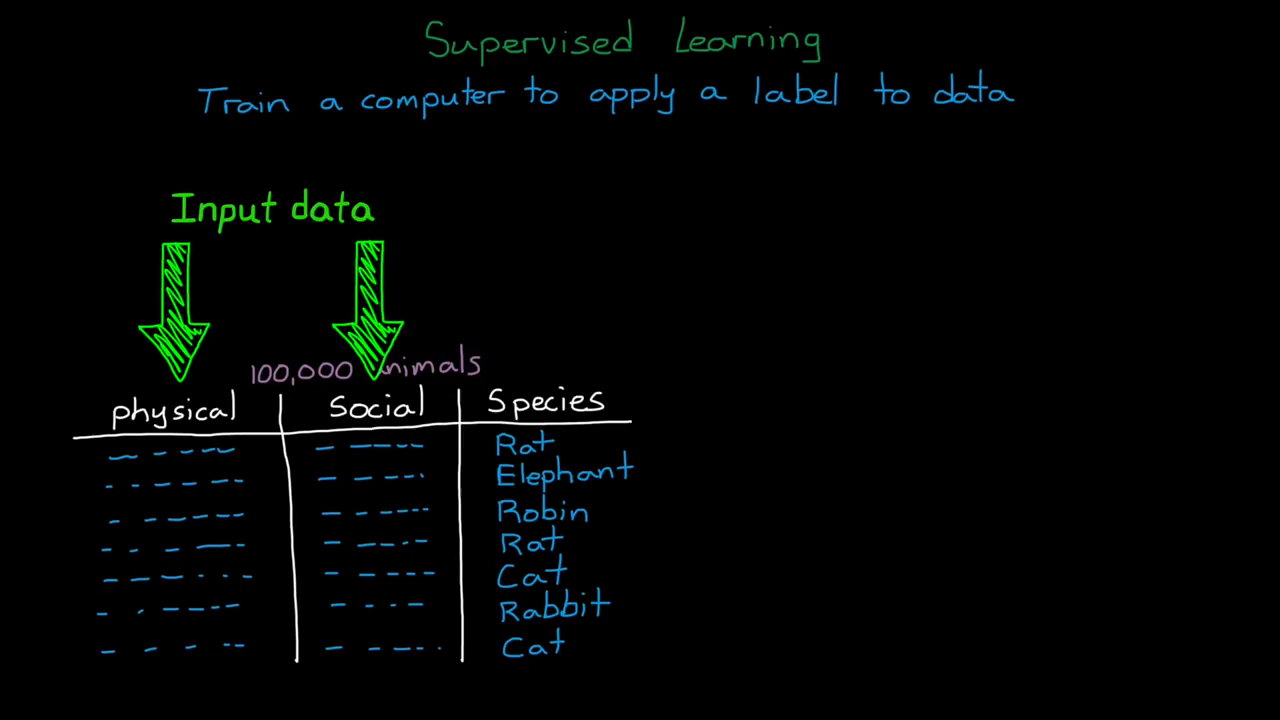 Supervised Learning
Train a computer to apply a label to data
Input data
100,000 Animals
physical Social Species
Rat
Elephant
Robin
Rat
Cat
Rabbit
Cat